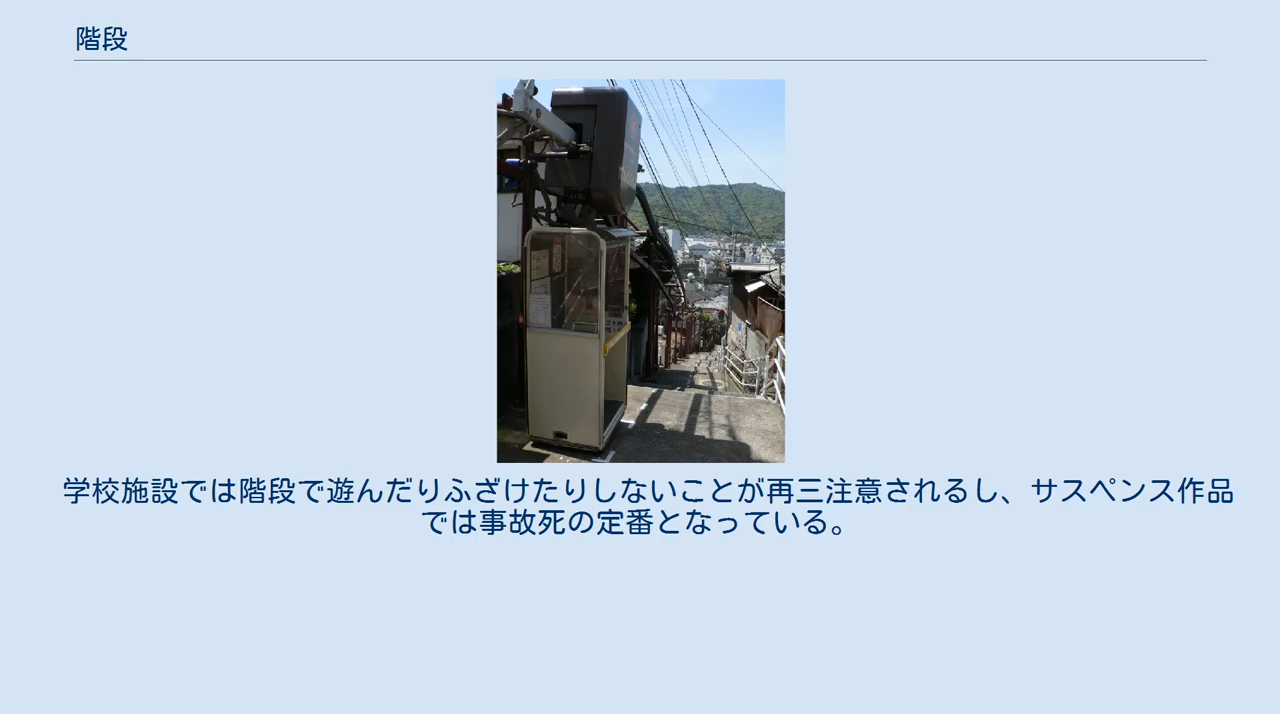 階段
学校施設では階段で遊んだりふざけたりしないことが再三注意されるし、サスペンス作品
では事故死の定番となっている。